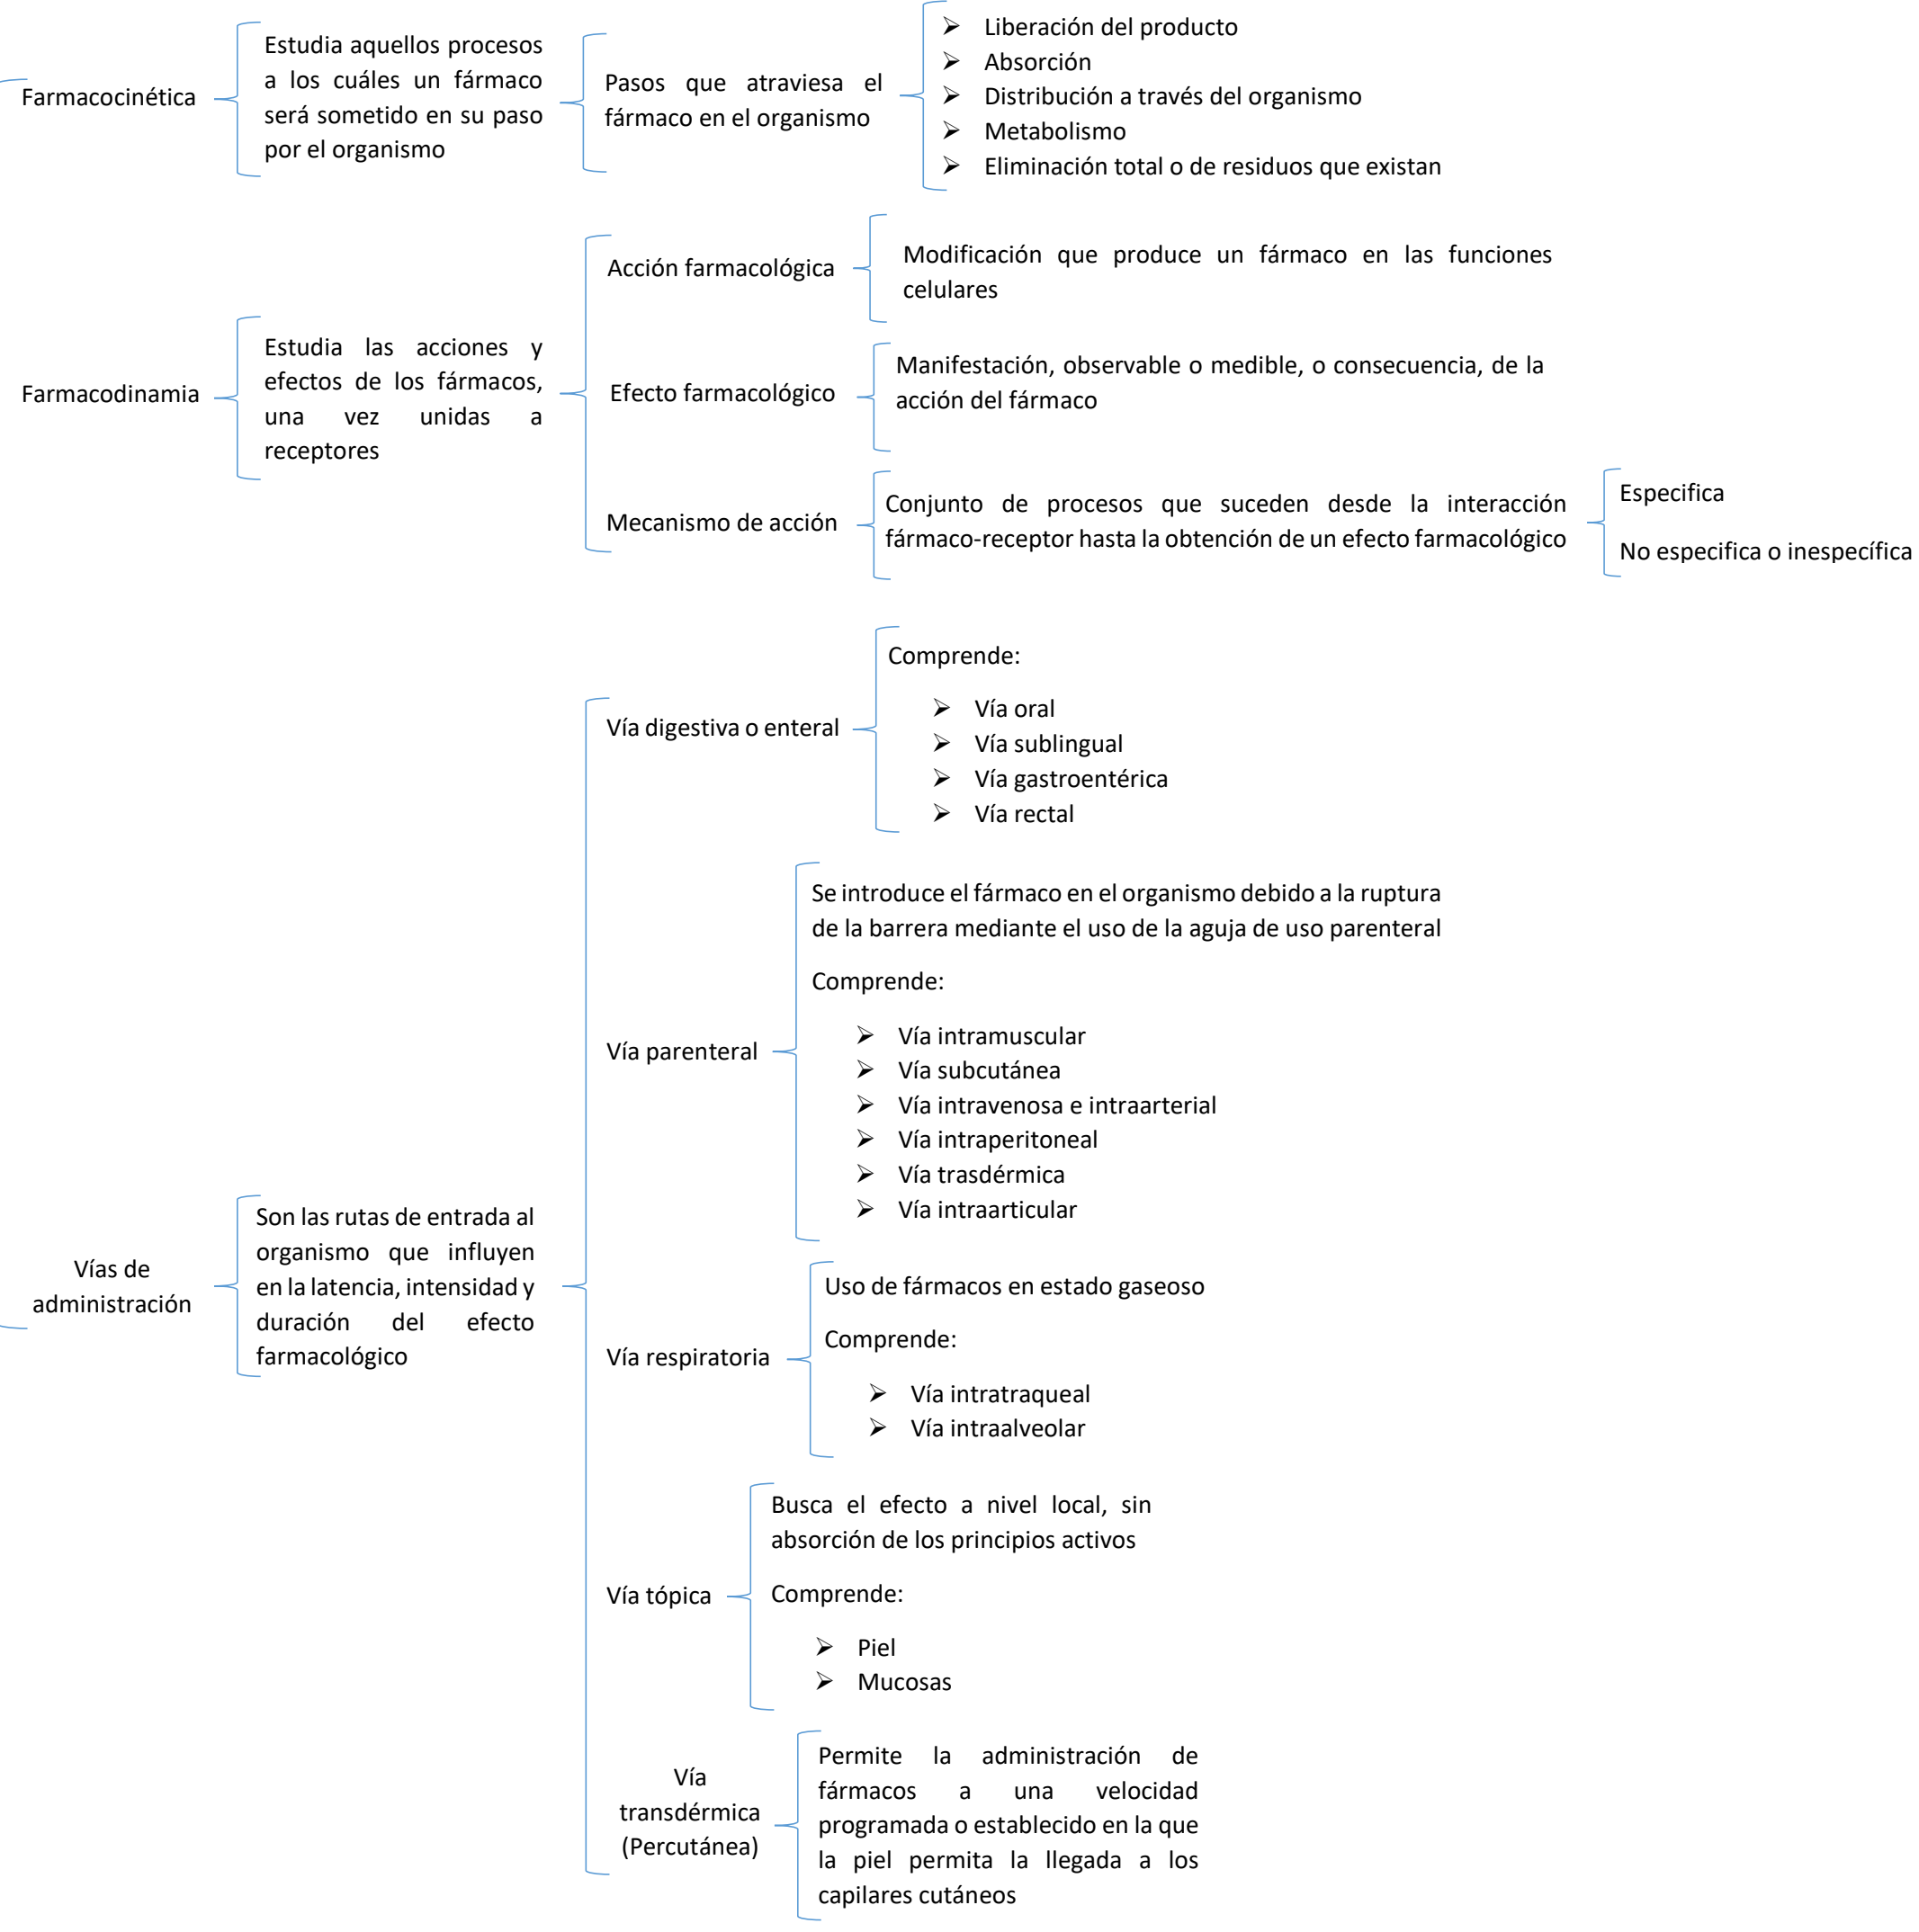 Farmacocinética
Estudia aquellos procesos
a los cuáles un fármaco
será sometido en su paso
por el organismo
Pasos que atraviesa el
fármaco en el organismo
➢ Liberación del producto
➢ Absorción
➢ Distribución a través del organismo
➢ Metabolismo
➢ Eliminación total o de residuos que existan
Farmacodinamia
Estudia las acciones y
efectos de los fármacos,
una vez unidas a
receptores
Acción farmacológica
Modificación que produce un fármaco en las funciones
celulares
Efecto farmacológico
Manifestación, observable o medible, o consecuencia, de la
acción del fármaco
Mecanismo de acción
Conjunto de procesos que suceden desde la interacción
fármaco-receptor hasta la obtención de un efecto farmacológico
Especifica
No especifica o inespecífica
Vías de
administración
Son las rutas de entrada al
organismo que influyen
en la latencia, intensidad y
duración del efecto
farmacológico
Vía digestiva o enteral
Comprende:
➢ Vía oral
➢ Vía sublingual
➢ Vía gastroentérica
➢ Vía rectal
Vía parenteral
Se introduce el fármaco en el organismo debido a la ruptura
de la barrera mediante el uso de la aguja de uso parenteral
Comprende:
➢ Vía intramuscular
➢ Vía subcutánea
➢ Vía intravenosa e intraarterial
➢ Vía intraperitoneal
➢ Vía trasdérmica
➢ Vía intraarticular
Vía respiratoria
Uso de fármacos en estado gaseoso
Comprende:
➢ Vía intratraqueal
➢ Vía intraalveolar
Vía tópica
Busca el efecto a nivel local, sin
absorción de los principios activos
Comprende:
➢ Piel
➢ Mucosas
Vía
transdérmica
(Percutánea)
Permite la administración de
fármacos a una velocidad
programada o establecido en la que
la piel permita la llegada a los
capilares cutáneos